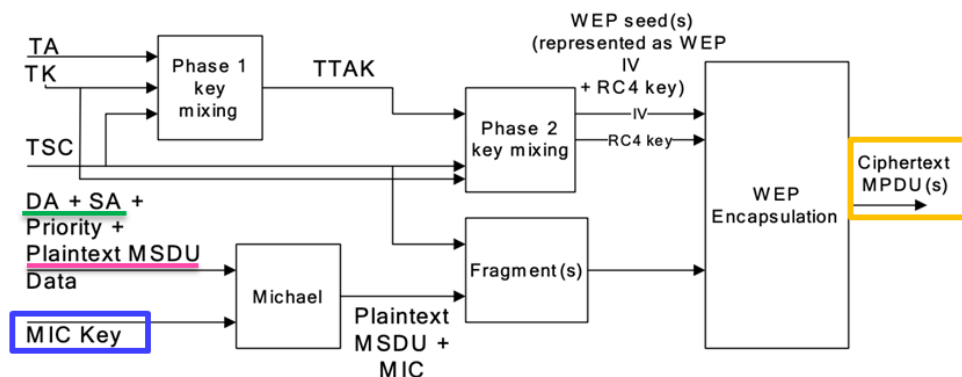 TA
TK
Phase 1
key
mixing
TTAK
WEP seed(s)
(represented as WEP
IV
+ RC4 key)
IV
RC4 key
Phase 2
key mixing
TSC
DA + SA +
Priority +
Plaintext MSDU
Data
MIC Key
Michael
Plaintext
MSDU +
MIC
Fragment(s)
WEP
Encapsulation
Ciphertext
MPDU(s)